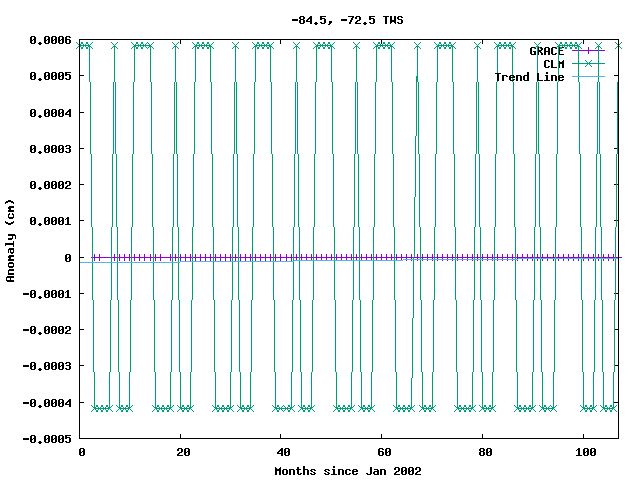 -84.5, -72.5 TWS
0.0006
GRACE
0.0005
CLM
Trend Line
0.0004
0.0003
0.0002
0.0001
0
-0.0001
-0.0002
-0.0003
-0.0004
-0.0005
Anomaly (cm)
0 20 40 60 80 100
Months since Jan 2002